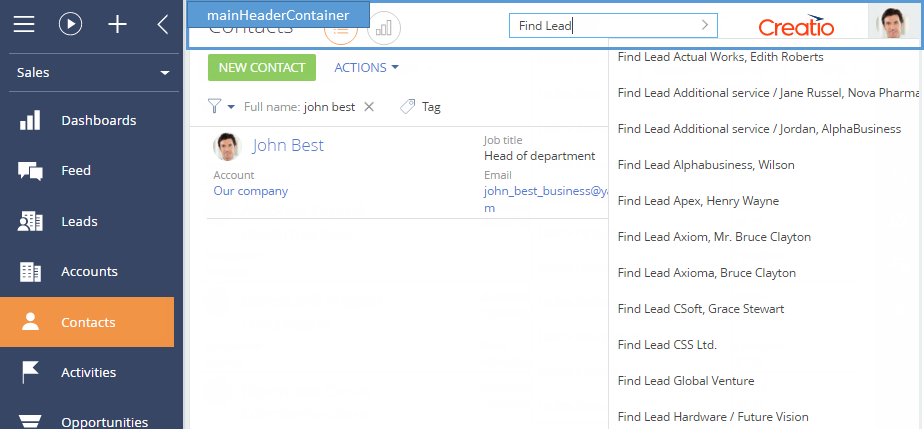 mainHeaderContainer
Contacts
Find Lead
Creatio
Sales
Dashboards
Feed
Leads
Accounts
Contacts
Activities
Opportunities
NEW CONTACT
ACTIONS
Full name: john best
Tag
John Best
Account
Our company
Job title
Head of department
Email
john_best_business@ya
m
Find Lead Actual Works, Edith Roberts
Find Lead Additional service / Jane Russel, Nova Pharma
Find Lead Additional service / Jordan, AlphaBusiness
Find Lead Alphabusiness, Wilson
Find Lead Apex, Henry Wayne
Find Lead Axiom, Mr. Bruce Clayton
Find Lead Axioma, Bruce Clayton
Find Lead CSoft, Grace Stewart
Find Lead CSS Ltd.
Find Lead Global Venture
Find Lead Hardware / Future Vision